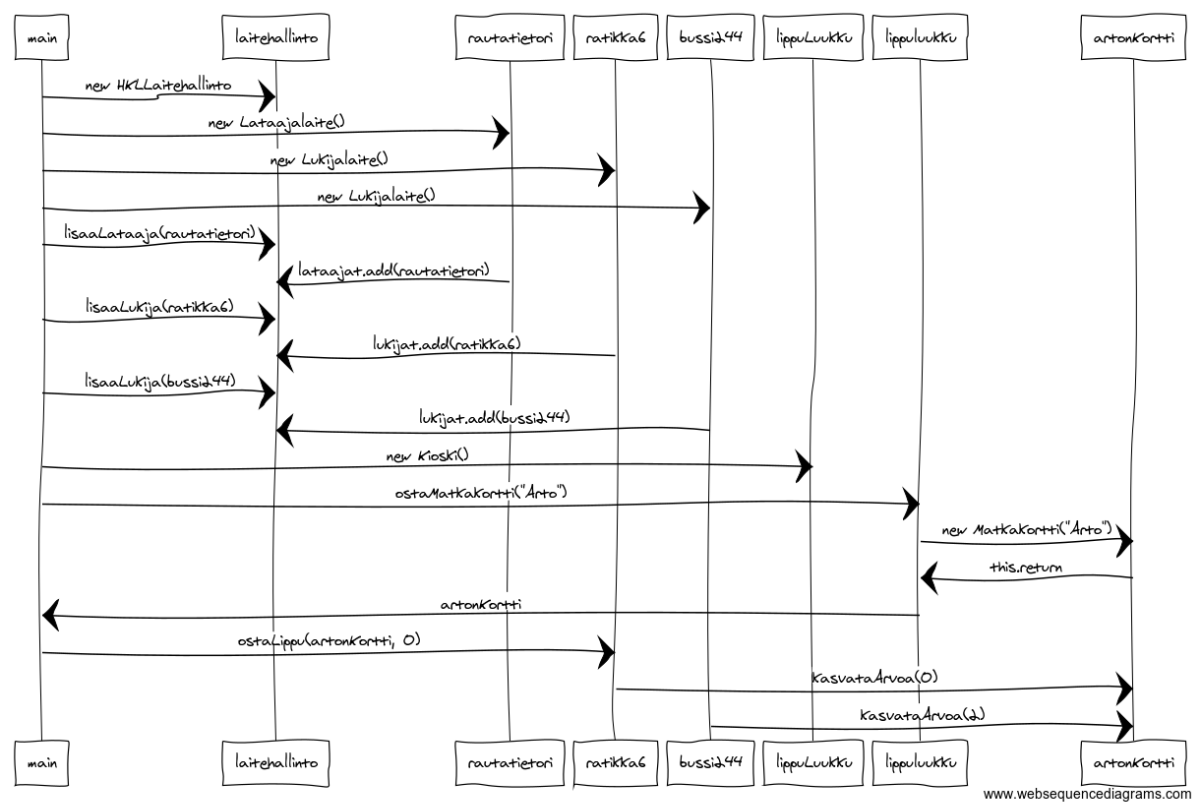 main laitehallinto rautatietori ratikka6 bussi244 lippuLuukku lippuluukku artonkortti
new HKLLaitehallinto
new Lataajalaite()
new Lukijalaite()
new Lukijalaite()
lisaaLataaja(rautatietori)
lataajat.add(rautatietori)
lisaaLukija(ratikka6)
lukijat.add(ratikka6)
lisaaLukija(bussi244)
lukijat.add(bussi244)
new Kioski()
ostaMatkakortti("Arto")
new Matkakortti("Arto")
this.return
artonkortti
ostaLippu(artonkortti, 0)
kasvataArvoa(0)
kasvataArvoa(2)
main laitehallinto rautatietori ratikka6 bussi244 lippuLuukku lippuluukku artonkortti
www.websequencediagrams.com